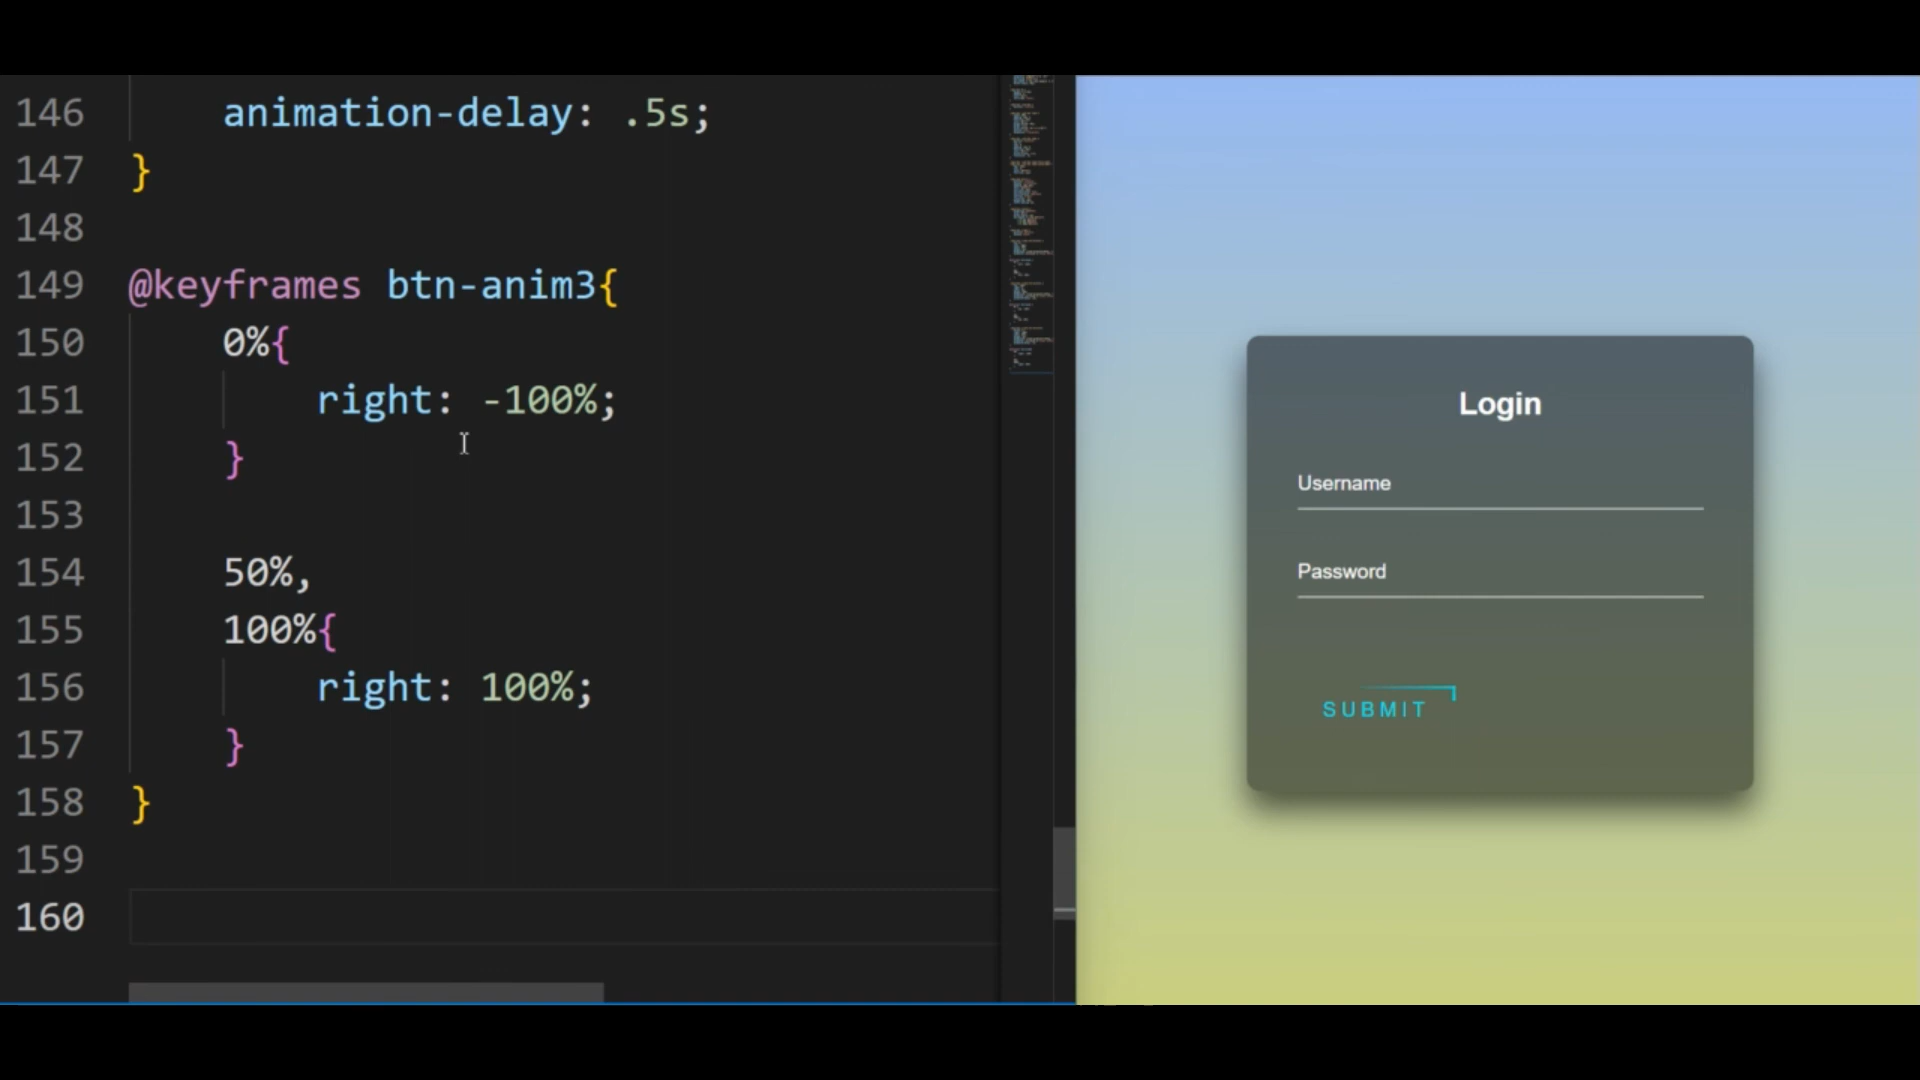 146 animation-delay: .5s;
147 }
148
149 @keyframes btn-anim3{
150 0%{
151 right: -100%;
152 }
153
154 50%,
155 100%{
156 right: 100%;
157 }
158 }
159
160
Login
Username
Password
SUBMIT